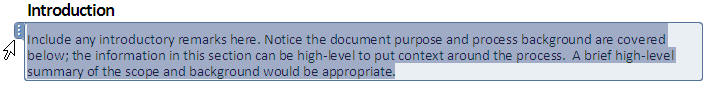 Introduction
Include any introductory remarks here. Notice the document purpose and process background are covered
below; the information in this section can be high-level to put context around the process.  A brief high-level
summary of the scope and background would be appropriate.